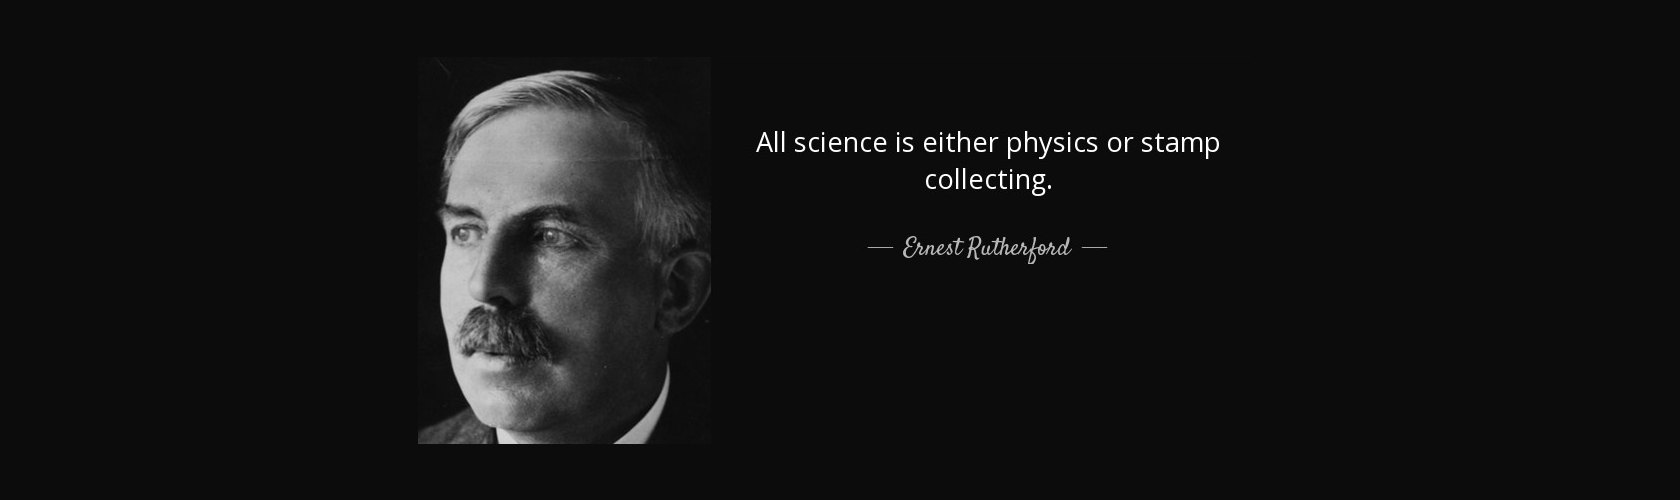 All science is either physics or stamp
collecting.
Ernest Rutherford